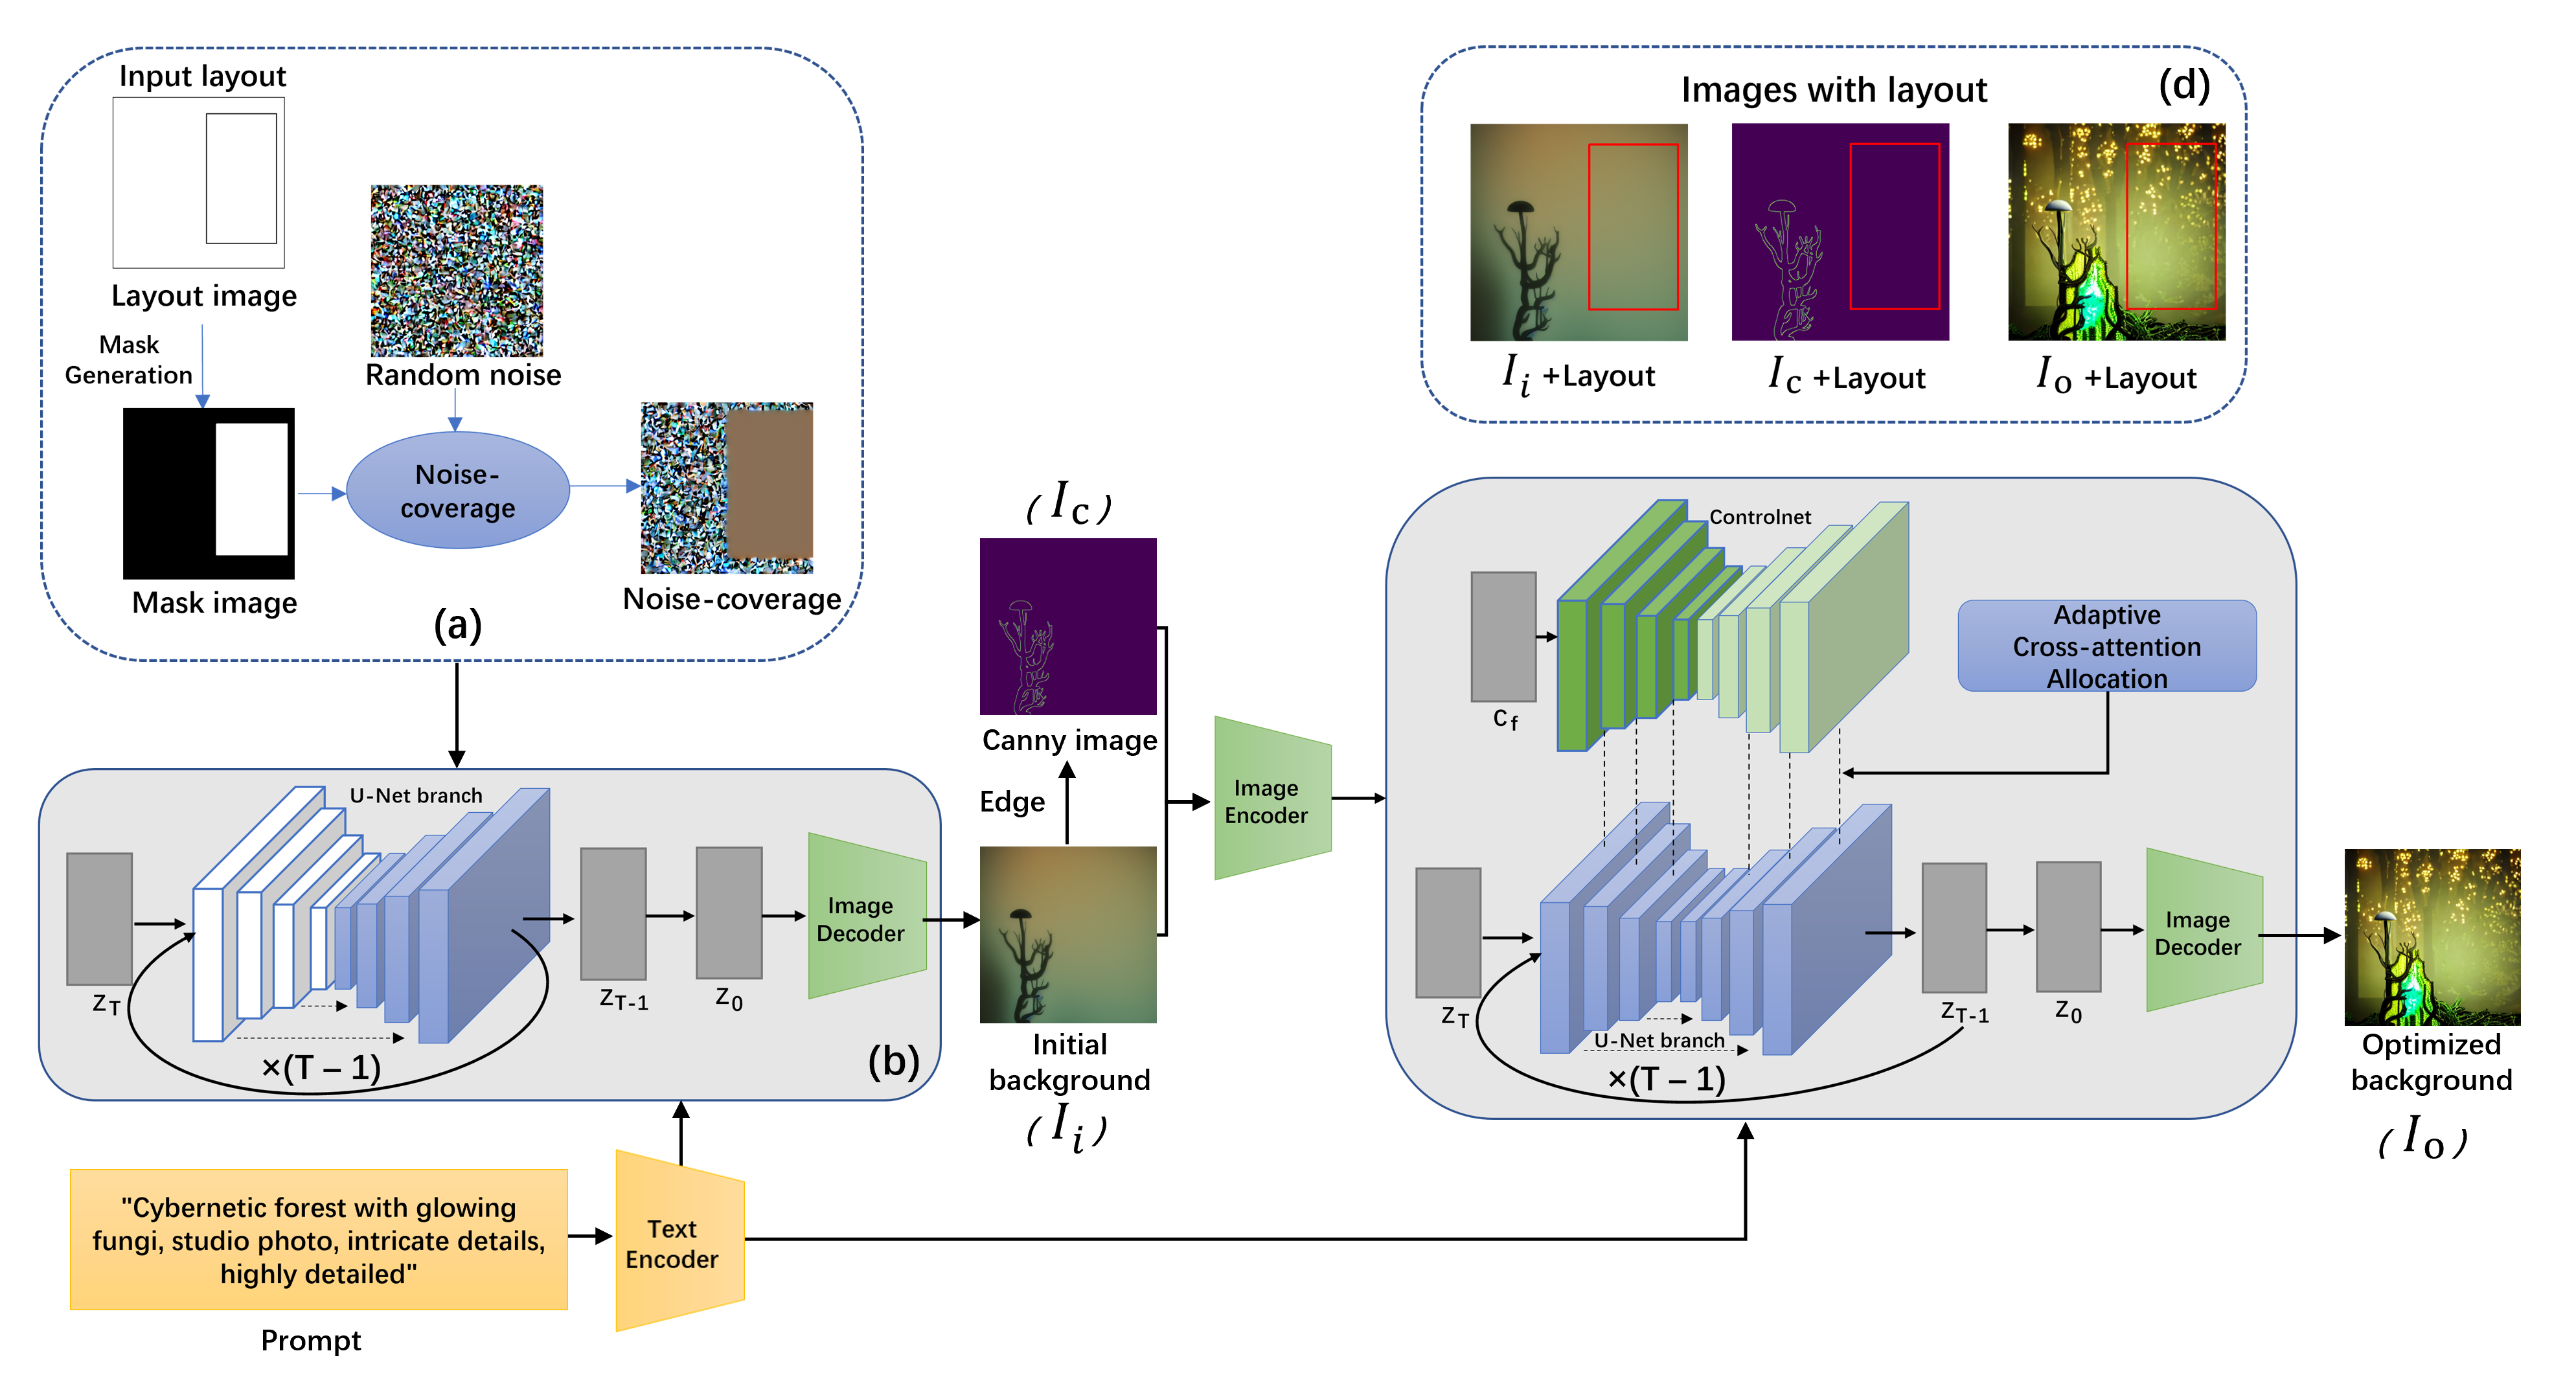 Input layout
Layout image
Mask
Generation
Random noise
Noise-
coverage
Mask image
Noise-coverage
(a)
U-Net branch
Z_T
Z_T-1
Z_0
Image
Decoder
×(T – 1)
(b)
"Cybernetic forest with glowing
fungi, studio photo, intricate details,
highly detailed"
Prompt
Text
Encoder
( I_c )
Canny image
Edge
Initial
background
( I_i )
Image
Encoder
Images with layout
(d)
I_i +Layout
I_c +Layout
I_o +Layout
Controlnet
C_f
Adaptive
Cross-attention
Allocation
Z_T
U-Net branch
×(T – 1)
Z_T-1
Z_0
Image
Decoder
Optimized
background
( I_o )